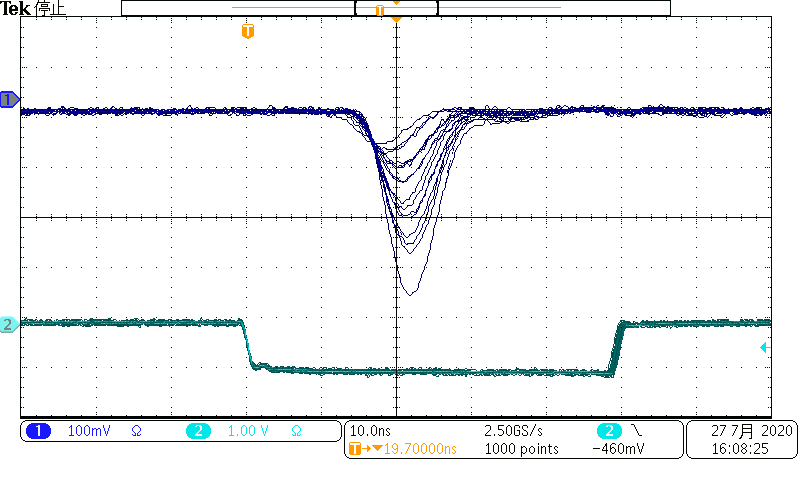 Tek 停止
T
T
1
2
1 100mV Ω 2 1.00 V Ω
10.0ns 2.50GS/s 2
T→▼19.70000ns 1000 points −460mV
27 7月 2020
16:08:25